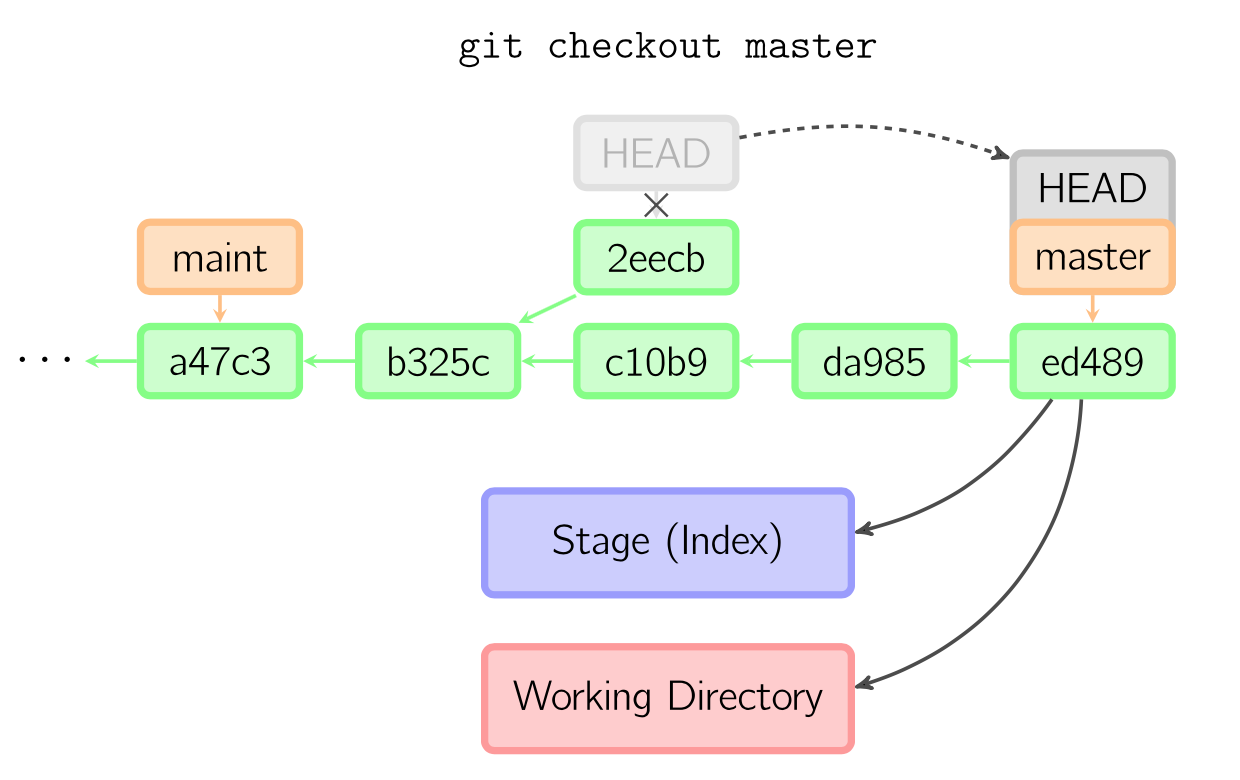 git checkout master
HEAD
HEAD
maint
2eecb
master
... a47c3 b325c c10b9 da985 ed489
Stage (Index)
Working Directory